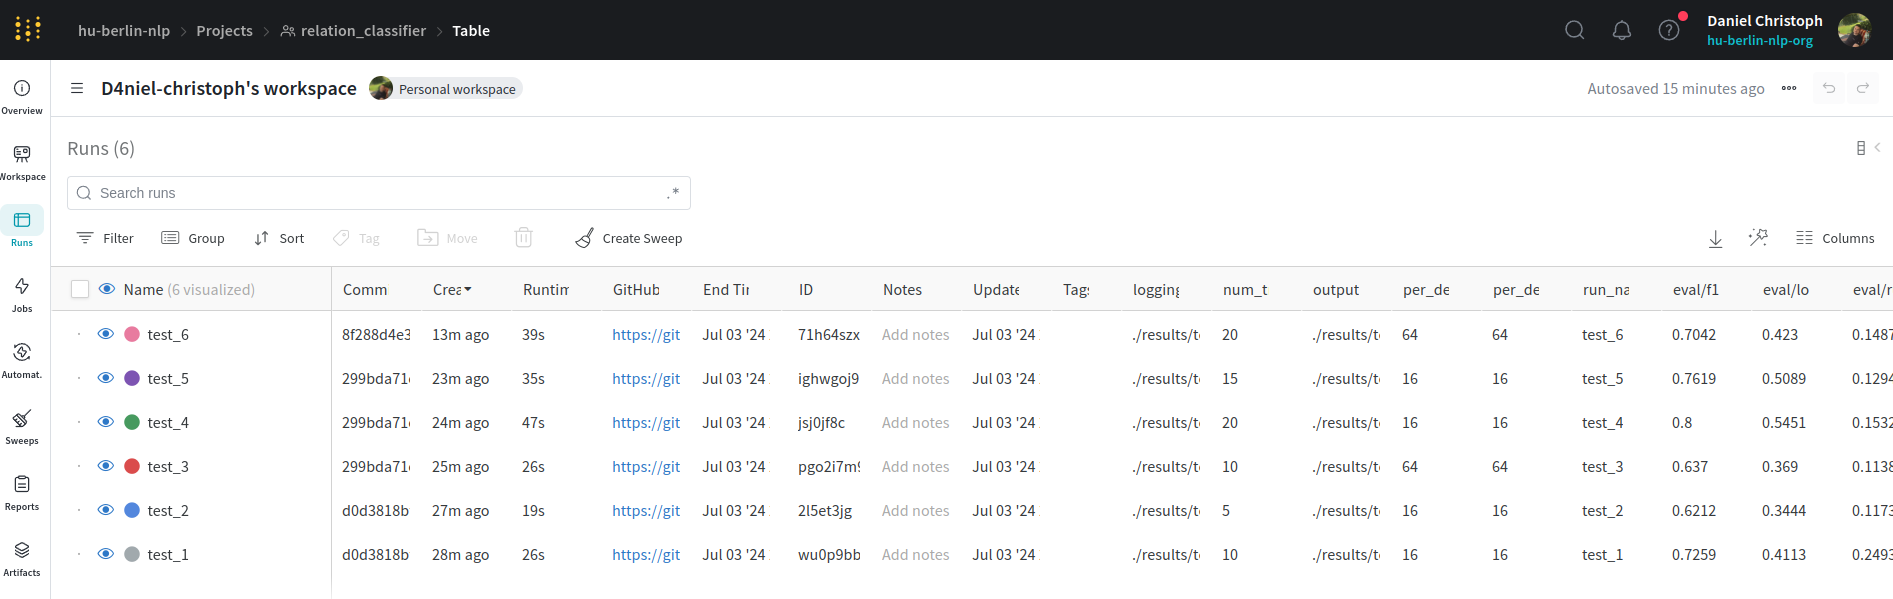 hu-berlin-nlp > Projects > relation_classifier > Table
Daniel Christoph
hu-berlin-nlp-org
D4niel-christoph's workspace Personal workspace Autosaved 15 minutes ago
Overview
Workspace
Runs
Jobs
Automat.
Sweeps
Reports
Artifacts
Runs (6)
Search runs .*
Filter Group Sort Tag Move Create Sweep Columns
Name (6 visualized) Comm Crea Runtim GitHub End Tir ID Notes Update Tags logging num_t output per_de per_de run_na eval/f1 eval/lo eval/r
test_6 8f288d4e3 13m ago 39s https://git Jul 03 '24 71h64szx Add notes Jul 03 '24 ./results/t 20 ./results/t 64 64 test_6 0.7042 0.423 0.1487
test_5 299bda71 23m ago 35s https://git Jul 03 '24 ighwgoj9 Add notes Jul 03 '24 ./results/t 15 ./results/t 16 16 test_5 0.7619 0.5089 0.1294
test_4 299bda71 24m ago 47s https://git Jul 03 '24 jsj0jf8c Add notes Jul 03 '24 ./results/t 20 ./results/t 16 16 test_4 0.8 0.5451 0.1532
test_3 299bda71 25m ago 26s https://git Jul 03 '24 pgo2i7m9 Add notes Jul 03 '24 ./results/t 10 ./results/t 64 64 test_3 0.637 0.369 0.1138
test_2 d0d3818b 27m ago 19s https://git Jul 03 '24 2l5et3jg Add notes Jul 03 '24 ./results/t 5 ./results/t 16 16 test_2 0.6212 0.3444 0.1173
test_1 d0d3818b 28m ago 26s https://git Jul 03 '24 wu0p9bb Add notes Jul 03 '24 ./results/t 10 ./results/t 16 16 test_1 0.7259 0.4113 0.2493